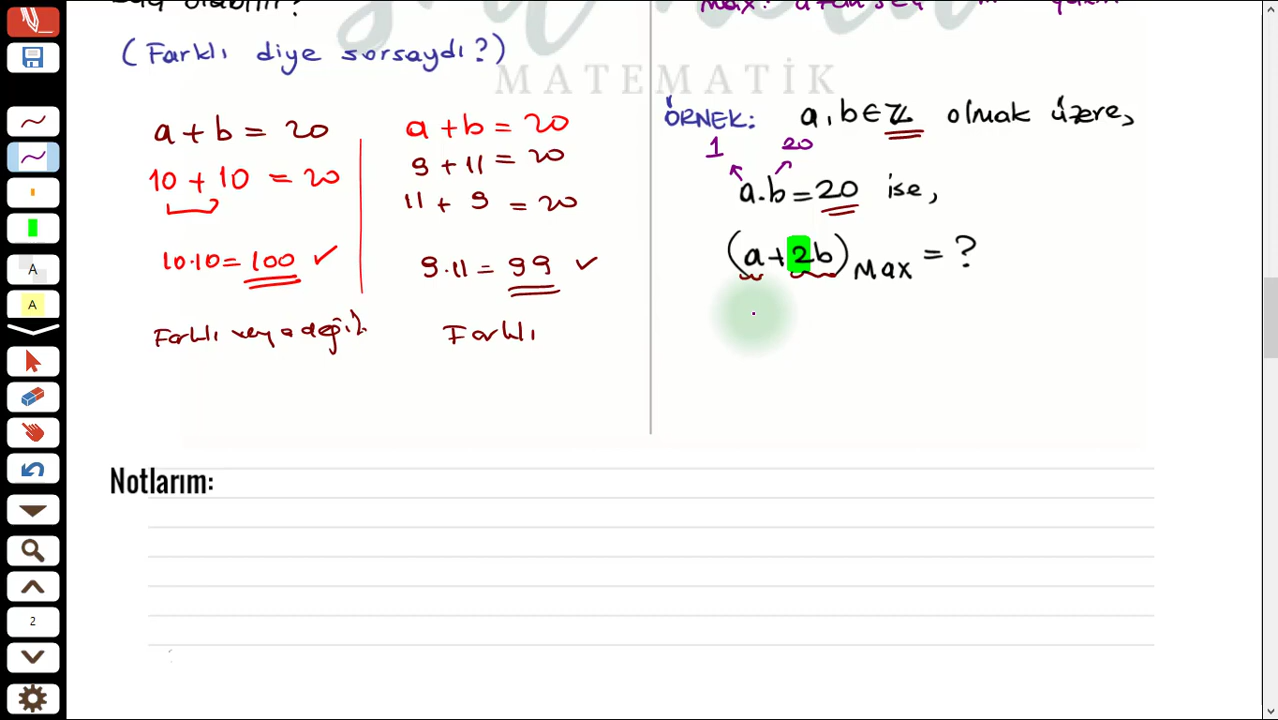 (Farklı diye sorsaydı?)
MATEMATİK
a + b = 20
10 + 10 = 20
10.10 = 100 ✓
Farklı veya değil
a + b = 20
9 + 11 = 20
11 + 9 = 20
9.11 = 99 ✓
Farklı
ÖRNEK: a, b ∈ Z olmak üzere,
1 20
a.b = 20 ise,
(a + 2b) Max = ?
Notlarım:
A
A
2